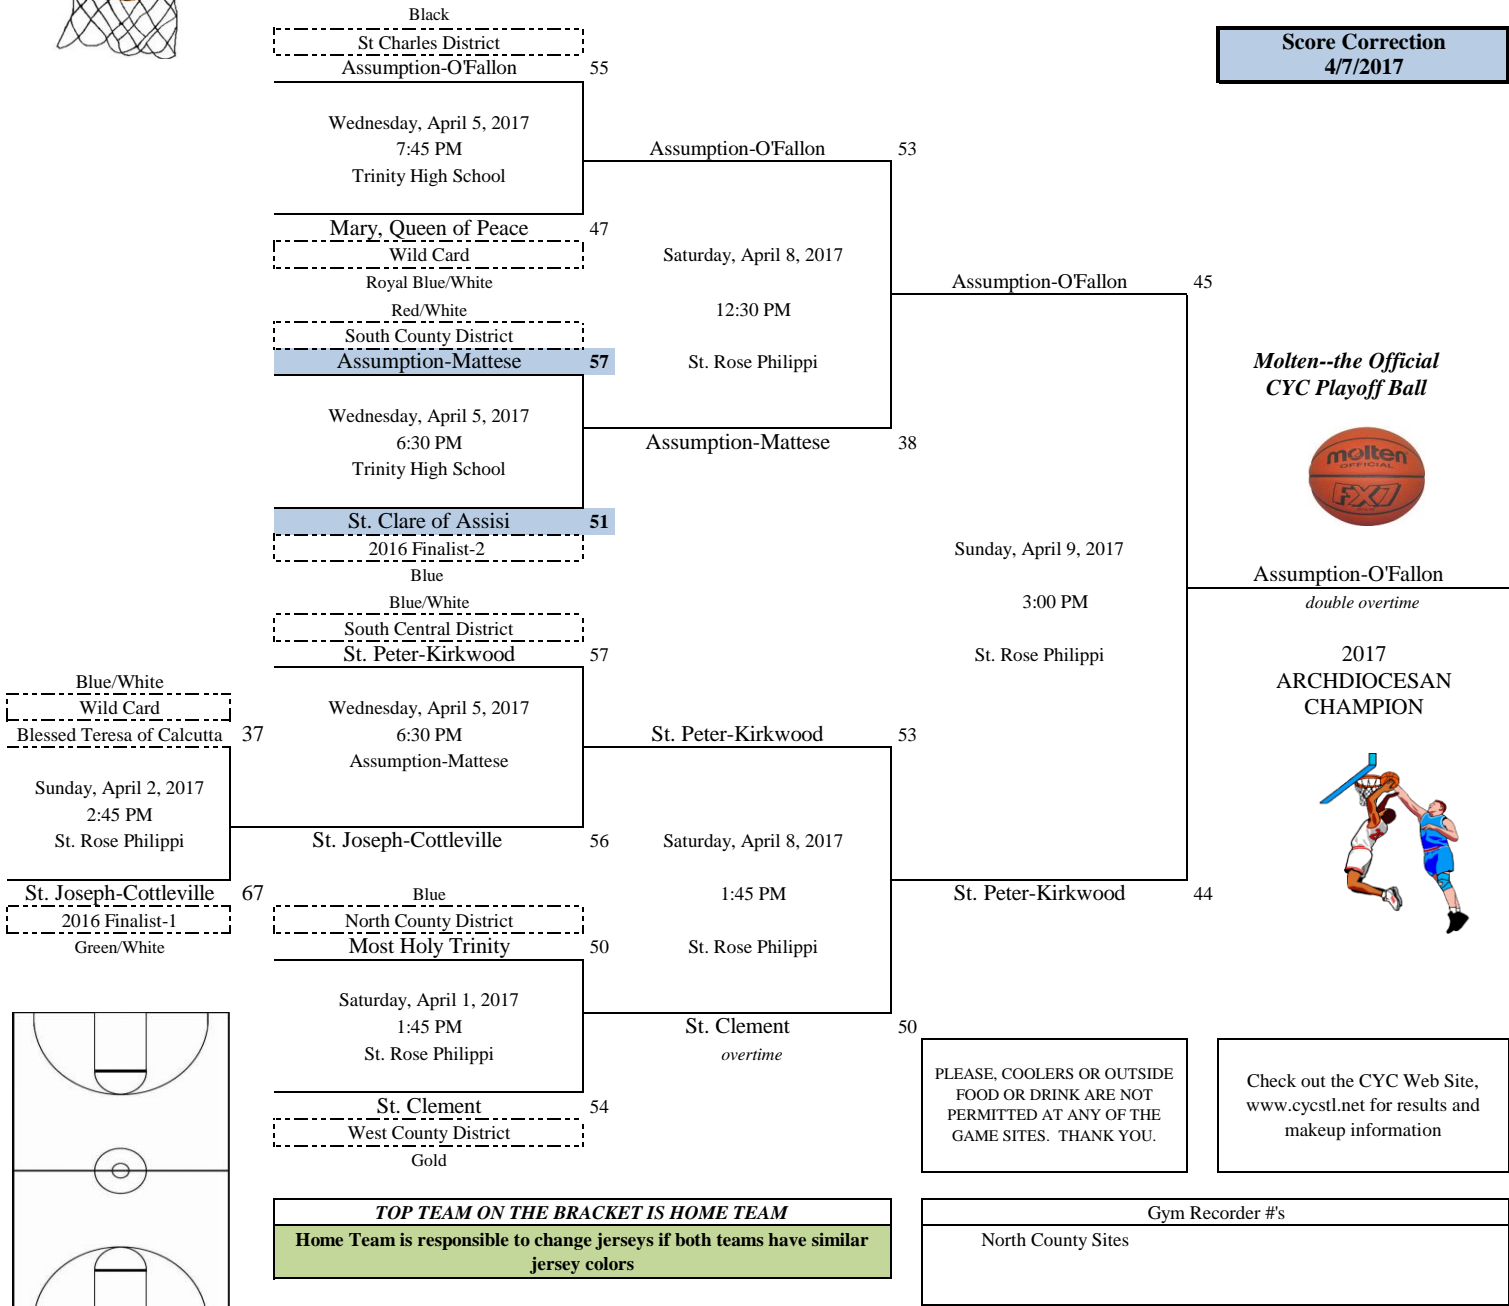 Black
St Charles District
Assumption-O'Fallon 55
Wednesday, April 5, 2017
7:45 PM
Trinity High School
Mary, Queen of Peace 47
Wild Card
Royal Blue/White
Red/White
South County District
Assumption-Mattese 57
Wednesday, April 5, 2017
6:30 PM
Trinity High School
St. Clare of Assisi 51
2016 Finalist-2
Blue
Blue/White
South Central District
St. Peter-Kirkwood 57
Wednesday, April 5, 2017
6:30 PM
Assumption-Mattese
St. Joseph-Cottleville 56
Blue/White
Wild Card
Blessed Teresa of Calcutta 37
Sunday, April 2, 2017
2:45 PM
St. Rose Philippi
St. Joseph-Cottleville 67
2016 Finalist-1
Green/White
Blue
North County District
Most Holy Trinity 50
Saturday, April 1, 2017
1:45 PM
St. Rose Philippi
St. Clement 54
West County District
Gold
Assumption-O'Fallon 53
Saturday, April 8, 2017
12:30 PM
St. Rose Philippi
Assumption-Mattese 38
St. Peter-Kirkwood 53
Saturday, April 8, 2017
1:45 PM
St. Rose Philippi
St. Clement 50
overtime
Assumption-O'Fallon 45
Sunday, April 9, 2017
3:00 PM
St. Rose Philippi
St. Peter-Kirkwood 44
Score Correction
4/7/2017
Molten--the Official
CYC Playoff Ball
molten
OFFICIAL
FX7
Assumption-O'Fallon
double overtime
2017
ARCHDIOCESAN
CHAMPION
PLEASE, COOLERS OR OUTSIDE
FOOD OR DRINK ARE NOT
PERMITTED AT ANY OF THE
GAME SITES. THANK YOU.
Check out the CYC Web Site,
www.cycstl.net for results and
makeup information
TOP TEAM ON THE BRACKET IS HOME TEAM
Home Team is responsible to change jerseys if both teams have similar
jersey colors
Gym Recorder #'s
North County Sites